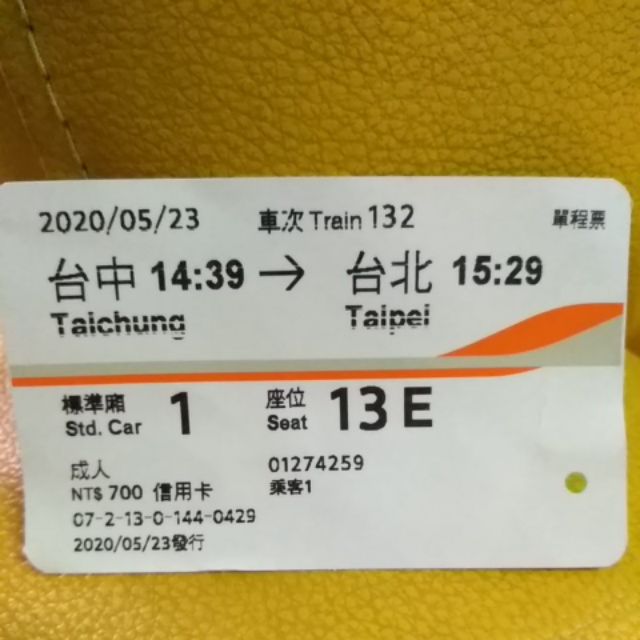 2020/05/23 車次 Train 132 單程票
台中 14:39 → 台北 15:29
Taichung Taipei
標準廂 1 座位 13 E
Std. Car Seat
成人 01274259
NT$ 700 信用卡 乘客1
07-2-13-0-144-0429
2020/05/23發行